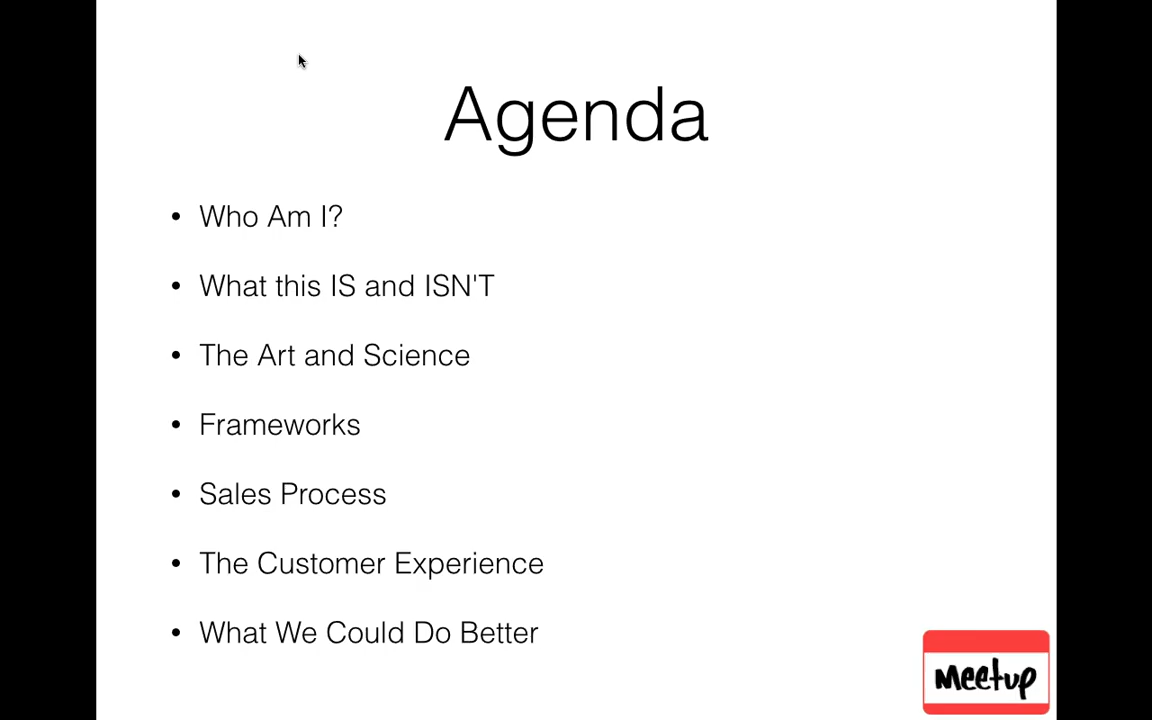 Agenda
• Who Am I?
• What this IS and ISN'T
• The Art and Science
• Frameworks
• Sales Process
• The Customer Experience
• What We Could Do Better
Meetup